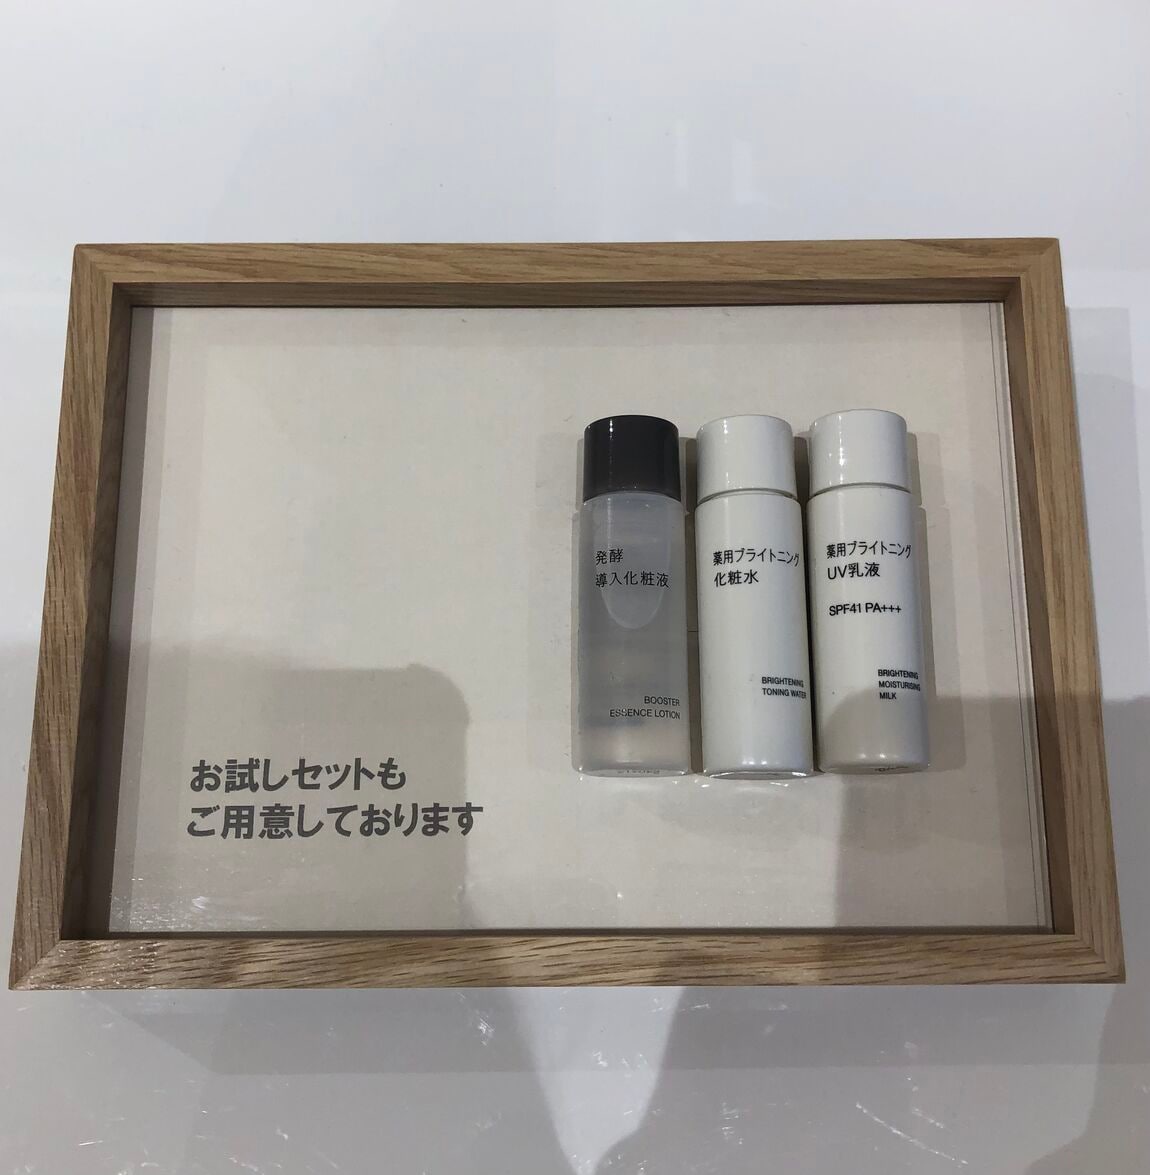 発酵
導入化粧液
BOOSTER
ESSENCE LOTION
薬用ブライトニング
化粧水
BRIGHTENING
TONING WATER
薬用ブライトニング
UV乳液
SPF41 PA+++
BRIGHTENING
MOISTURISING
MILK
お試しセットも
ご用意しております